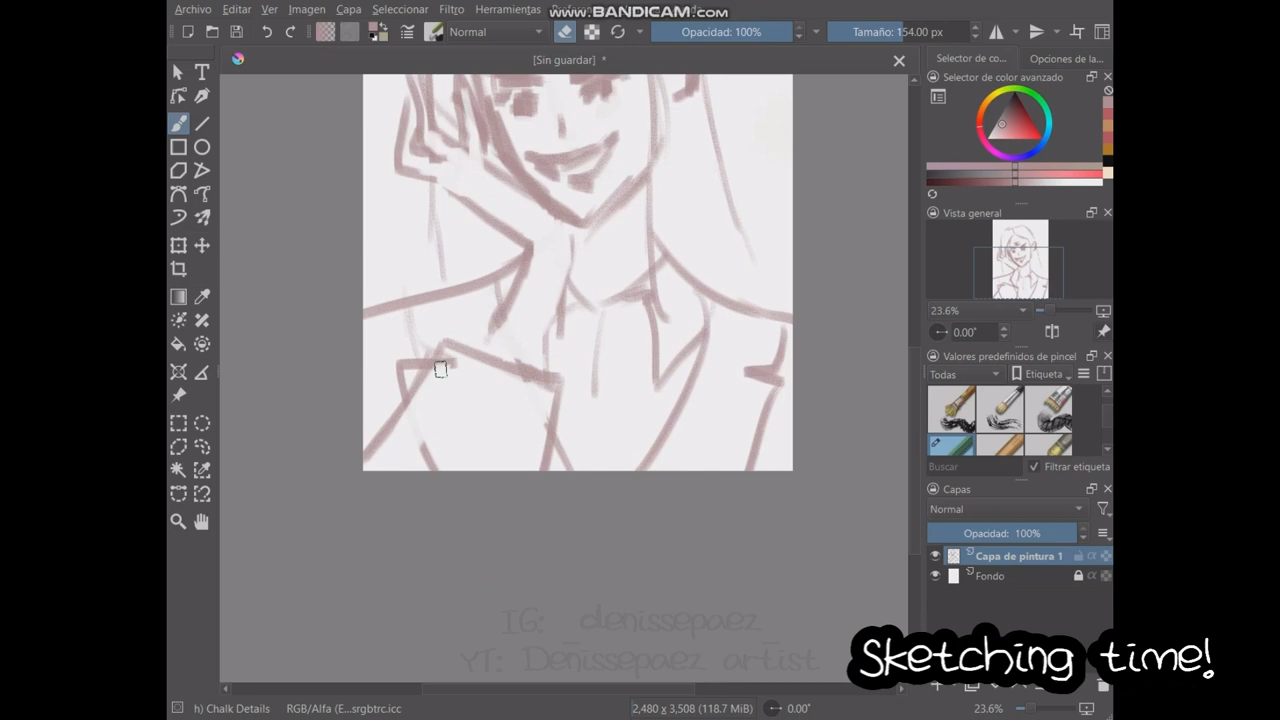 Archivo Editar Ver Imagen Capa Seleccionar Filtro Herramientas
www.BANDICAM.com
Normal
Opacidad: 100%
Tamaño: 154.00 px
[Sin guardar] *
Selector de co...
Opciones de la...
Selector de color avanzado
Vista general
23.6%
0.00°
Valores predefinidos de pincel
Todas
Etiqueta
Buscar
Filtrar etiqueta
Capas
Normal
Opacidad: 100%
Capa de pintura 1
Fondo
IG: denissepaez
YT: Denissepaez artist
Sketching time!
h) Chalk Details
RGB/Alfa (E...srgbtrc.icc
2,480 x 3,508 (118.7 MiB)
0.00°
23.6%